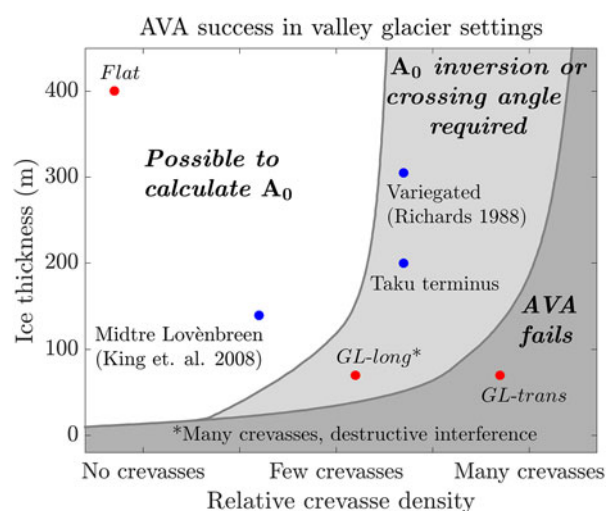 AVA success in valley glacier settings
Flat
A₀ inversion or
crossing angle
required
Possible to
calculate A₀
Variegated
(Richards 1988)
Taku terminus
Midtre Lovènbreen
(King et. al. 2008)
AVA
fails
GL-long*
GL-trans
*Many crevasses, destructive interference
400
300
200
100
0
Ice thickness (m)
No crevasses
Few crevasses
Many crevasses
Relative crevasse density